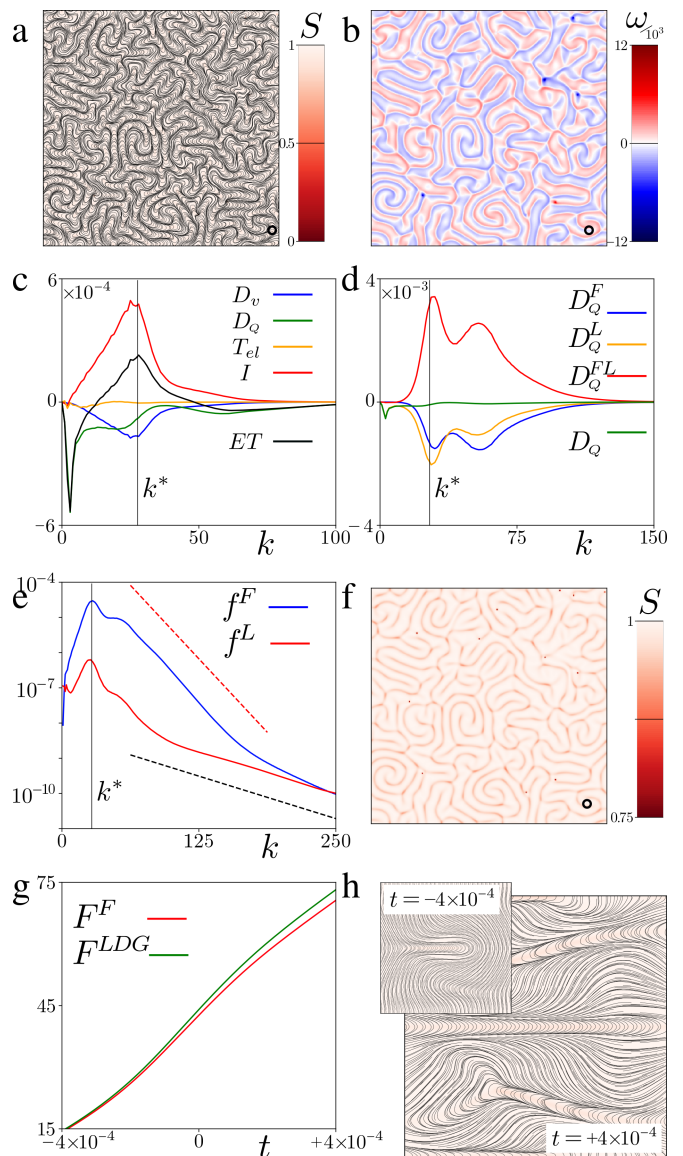 a
S
1
0.5
0
b
ω/10³
12
0
−12
c
6
×10⁻⁴
0
−6
0
50
100
k
k*
D_v
D_Q
T_el
I
ET
d
4
×10⁻³
0
−4
0
75
150
k
k*
D_Q^F
D_Q^L
D_Q^FL
D_Q
e
10⁻⁴
10⁻⁷
10⁻¹⁰
0
125
250
k
k*
f^F
f^L
f
S
1
0.75
g
75
45
15
−4×10⁻⁴
0
+4×10⁻⁴
t
F^F
F^LDG
h
t = −4×10⁻⁴
t = +4×10⁻⁴